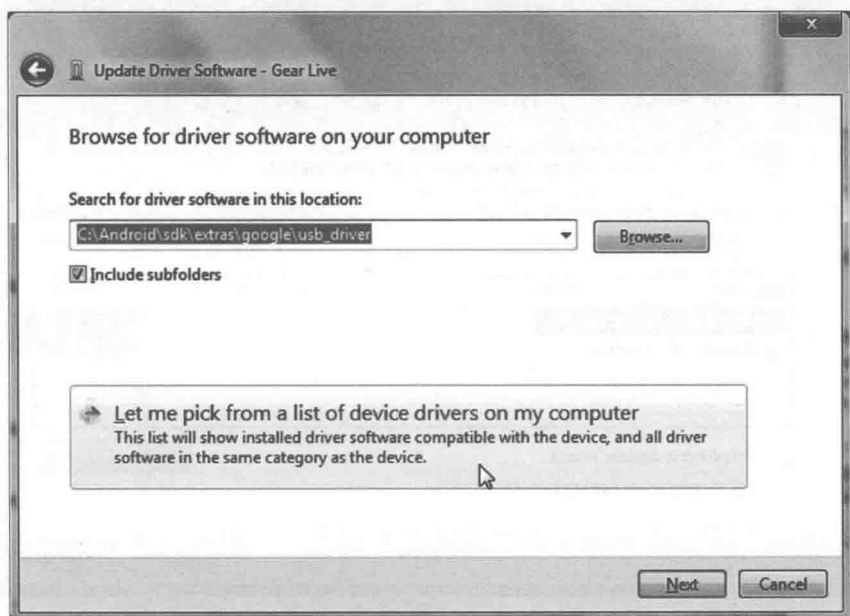 Update Driver Software - Gear Live
Browse for driver software on your computer
Search for driver software in this location:
C:\Android\sdk\extras\google\usb_driver
Browse...
Include subfolders
Let me pick from a list of device drivers on my computer
This list will show installed driver software compatible with the device, and all driver
software in the same category as the device.
Next
Cancel